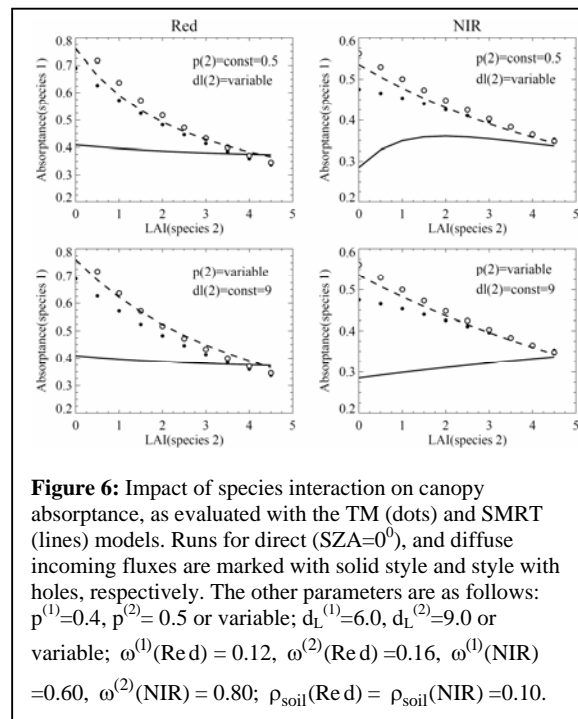 Red
NIR
0.8
0.7
0.6
0.5
0.4
0.3
0.2
Absorptance(species 1)
p(2)=const=0.5
dl(2)=variable
0 1 2 3 4 5
LAI(species 2)
0.6
0.5
0.4
0.3
0.2
Absorptance(species 1)
p(2)=const=0.5
dl(2)=variable
0 1 2 3 4 5
LAI(species 2)
0.8
0.7
0.6
0.5
0.4
0.3
0.2
Absorptance(species 1)
p(2)=variable
dl(2)=const=9
0 1 2 3 4 5
LAI(species 2)
0.6
0.5
0.4
0.3
0.2
Absorptance(species 1)
p(2)=variable
dl(2)=const=9
0 1 2 3 4 5
LAI(species 2)
Figure 6: Impact of species interaction on canopy
absorptance, as evaluated with the TM (dots) and SMRT
(lines) models. Runs for direct (SZA=0⁰), and diffuse
incoming fluxes are marked with solid style and style with
holes, respectively. The other parameters are as follows:
p⁽¹⁾=0.4, p⁽²⁾= 0.5 or variable; d_L⁽¹⁾=6.0, d_L⁽²⁾=9.0 or
variable; ω⁽¹⁾(Red) = 0.12, ω⁽²⁾(Red) =0.16, ω⁽¹⁾(NIR)
=0.60, ω⁽²⁾(NIR) = 0.80; ρ_soil(Red) = ρ_soil(NIR) =0.10.